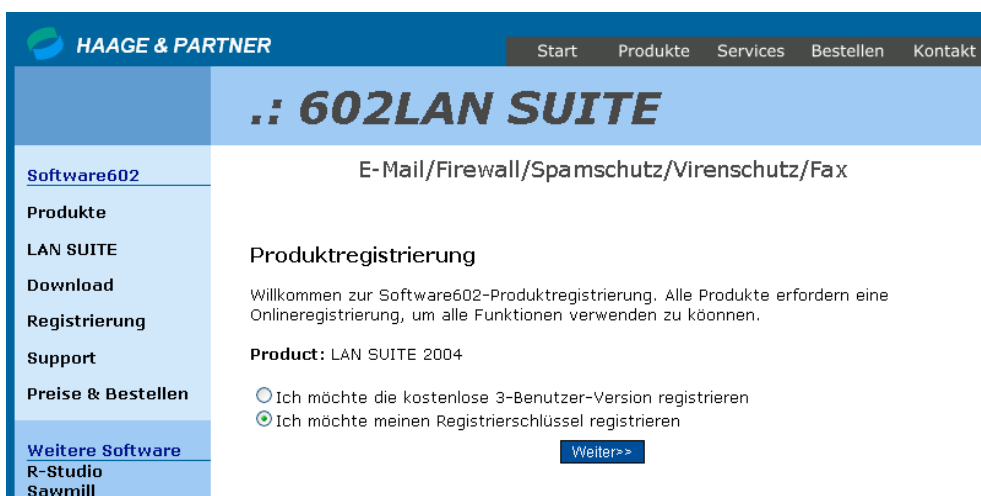 HAAGE & PARTNER
Start Produkte Services Bestellen Kontakt
.: 602LAN SUITE
E-Mail/Firewall/Spamschutz/Virenschutz/Fax
Software602
Produkte
LAN SUITE
Download
Registrierung
Support
Preise & Bestellen
Weitere Software
R-Studio
Sawmill
Produktregistrierung
Willkommen zur Software602-Produktregistrierung. Alle Produkte erfordern eine
Onlineregistrierung, um alle Funktionen verwenden zu köonnen.
Product: LAN SUITE 2004
Ich möchte die kostenlose 3-Benutzer-Version registrieren
Ich möchte meinen Registrierschlüssel registrieren
Weiter>>